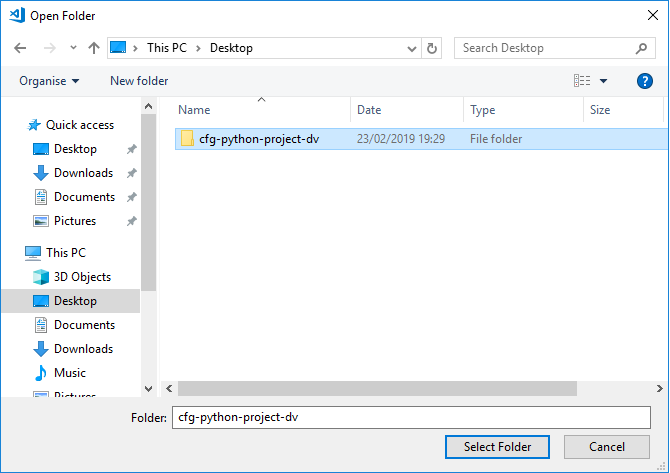 Open Folder
This PC Desktop Search Desktop
Organise New folder
Name Date Type Size
cfg-python-project-dv 23/02/2019 19:29 File folder
Quick access
Desktop
Downloads
Documents
Pictures
This PC
3D Objects
Desktop
Documents
Downloads
Music
Pictures
Folder: cfg-python-project-dv
Select Folder Cancel